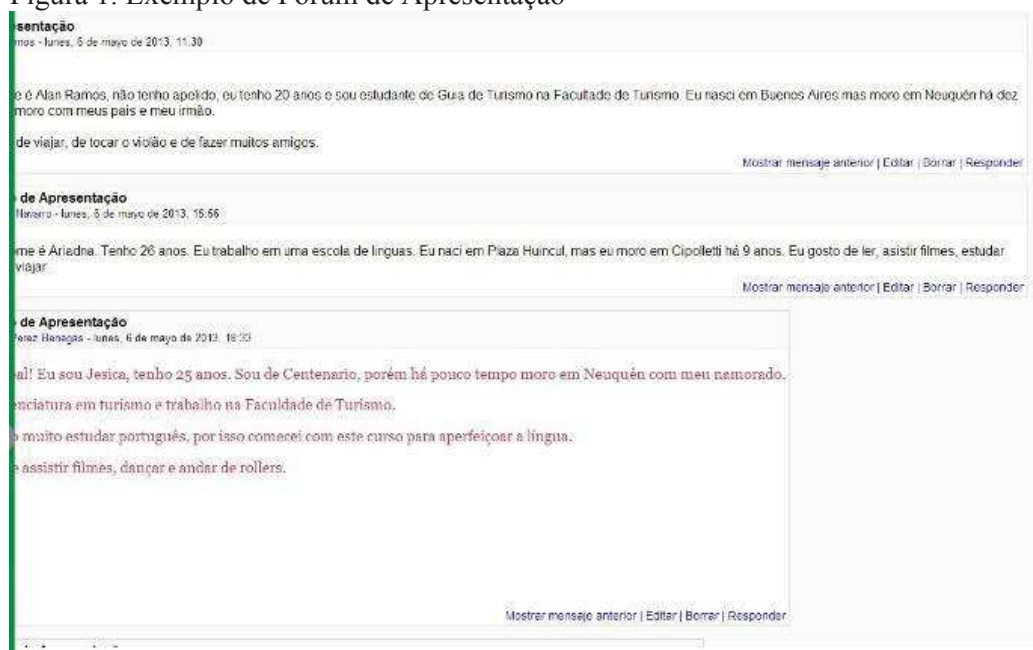 Figura 1: Exemplo de Fórum de Apresentação
sentação
mos - lunes, 6 de mayo de 2013, 11:30
e é Alan Ramos, não tenho apelido, eu tenho 20 anos e sou estudante de Guia de Turismo na Facultade de Turismo. Eu nasci em Buenos Aires mas moro em Neuquén há dez
moro com meus pais e meu irmão.
de viajar, de tocar o violão e de fazer muitos amigos.
Mostrar mensaje anterior | Editar | Borrar | Responder
de Apresentação
Navarro - lunes, 6 de mayo de 2013, 15:56
me é Ariadna. Tenho 26 anos. Eu trabalho em uma escola de linguas. Eu naci em Plaza Huincul, mas eu moro em Cipolletti há 9 anos. Eu gosto de ler, asistir filmes, estudar
viajar
Mostrar mensaje anterior | Editar | Borrar | Responder
de Apresentação
Perez Benegas - lunes, 6 de mayo de 2013, 18:33
al! Eu sou Jesica, tenho 25 anos. Sou de Centenario, porém há pouco tempo moro em Neuquén com meu namorado.
enciatura em turismo e trabalho na Faculdade de Turismo.
o muito estudar português, por isso comecei com este curso para aperfeiçoar a língua.
e assistir filmes, dançar e andar de rollers.
Mostrar mensaje anterior | Editar | Borrar | Responder